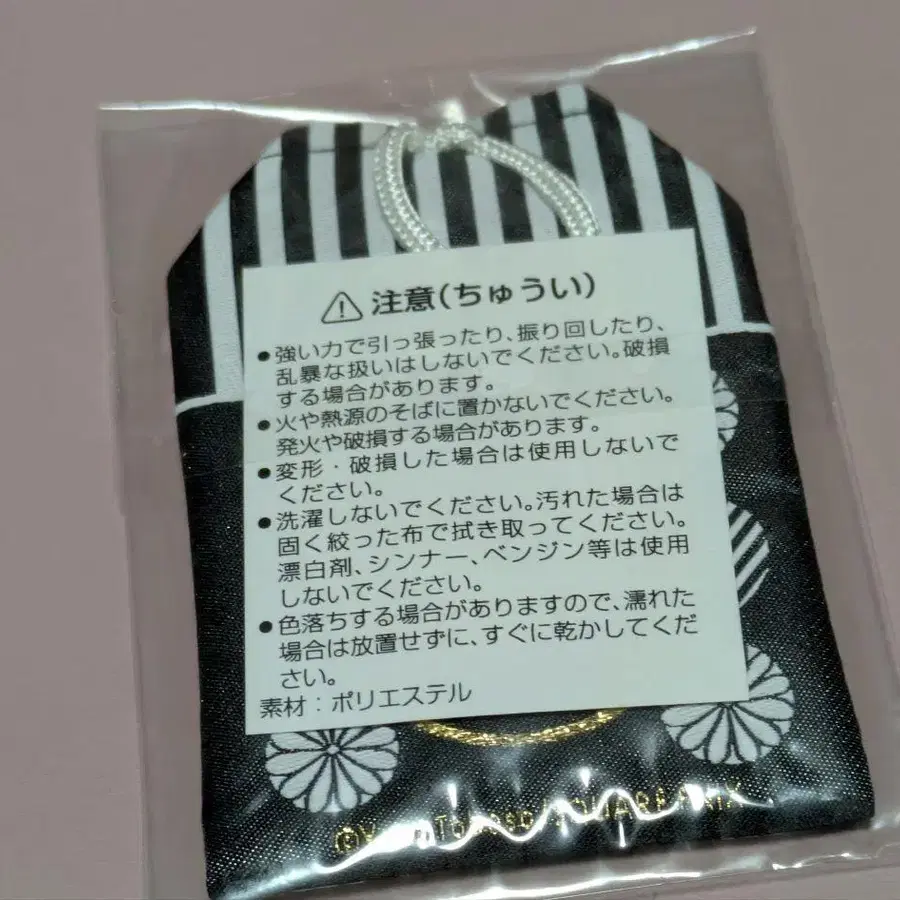 ⚠ 注意(ちゅうい)
●強い力で引っ張ったり、振り回したり、
乱暴な扱いはしないでください。破損
する場合があります。
●火や熱源のそばに置かないでください。
発火や破損する場合があります。
●変形・破損した場合は使用しないで
ください。
●洗濯しないでください。汚れた場合は
固く絞った布で拭き取ってください。
漂白剤、シンナー、ベンジン等は使用
しないでください。
●色落ちする場合がありますので、濡れた
場合は放置せずに、すぐに乾かしてくだ
さい。
素材：ポリエステル